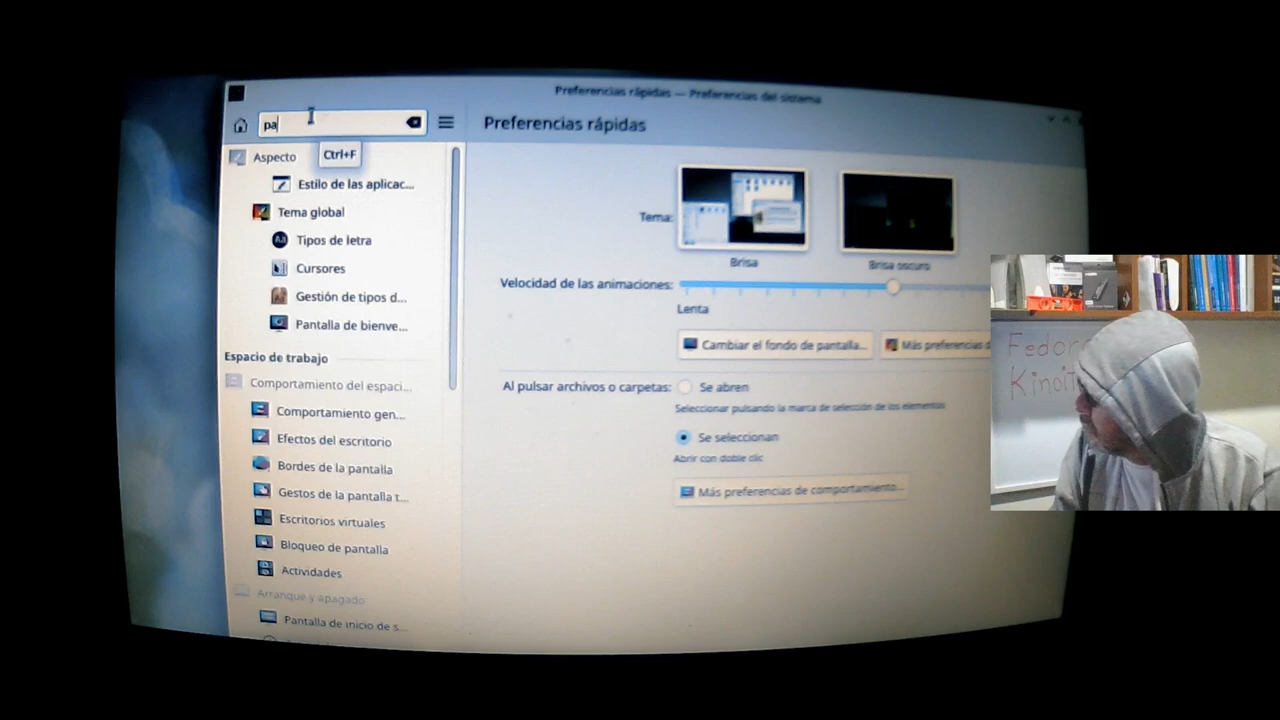 Preferencias rápidas — Preferencias del sistema
pa
Preferencias rápidas
Ctrl+F
Aspecto
Estilo de las aplicac...
Tema global
Tipos de letra
Cursores
Gestión de tipos d...
Pantalla de bienve...
Espacio de trabajo
Comportamiento del espaci...
Comportamiento gen...
Efectos del escritorio
Bordes de la pantalla
Gestos de la pantalla t...
Escritorios virtuales
Bloqueo de pantalla
Actividades
Arranque y apagado
Pantalla de inicio de s...
Tema:
Brisa
Brisa oscuro
Velocidad de las animaciones:
Lenta
Cambiar el fondo de pantalla...
Más preferencias d
Al pulsar archivos o carpetas:
Se abren
Seleccionar pulsando la marca de selección de los elementos
Se seleccionan
Abrir con doble clic
Más preferencias de comportamiento...
Fedor
Kinoit